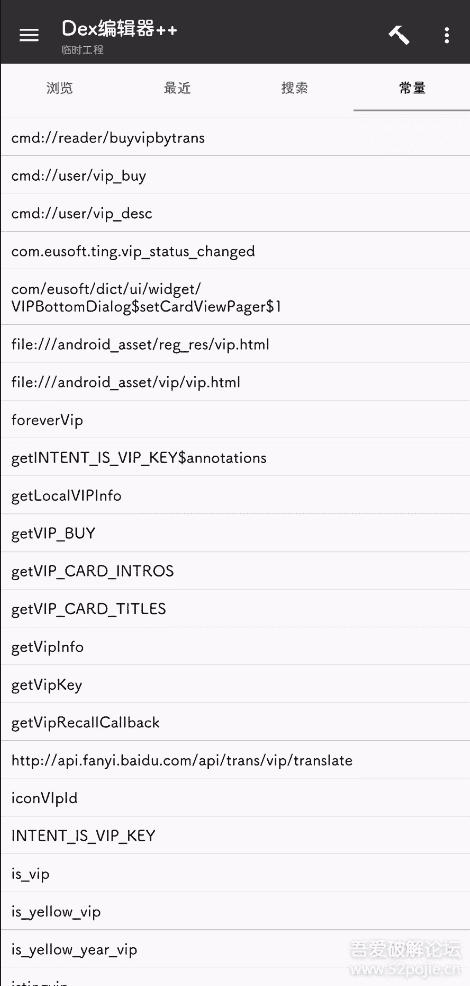 Dex编辑器++
临时工程
浏览 最近 搜索 常量
cmd://reader/buyvipbytrans
cmd://user/vip_buy
cmd://user/vip_desc
com.eusoft.ting.vip_status_changed
com/eusoft/dict/ui/widget/
VIPBottomDialog$setCardViewPager$1
file:///android_asset/reg_res/vip.html
file:///android_asset/vip/vip.html
foreverVip
getINTENT_IS_VIP_KEY$annotations
getLocalVIPInfo
getVIP_BUY
getVIP_CARD_INTROS
getVIP_CARD_TITLES
getVipInfo
getVipKey
getVipRecallCallback
http://api.fanyi.baidu.com/api/trans/vip/translate
iconVIpId
INTENT_IS_VIP_KEY
is_vip
is_yellow_vip
is_yellow_year_vip
吾爱破解论坛
www.52pojie.cn